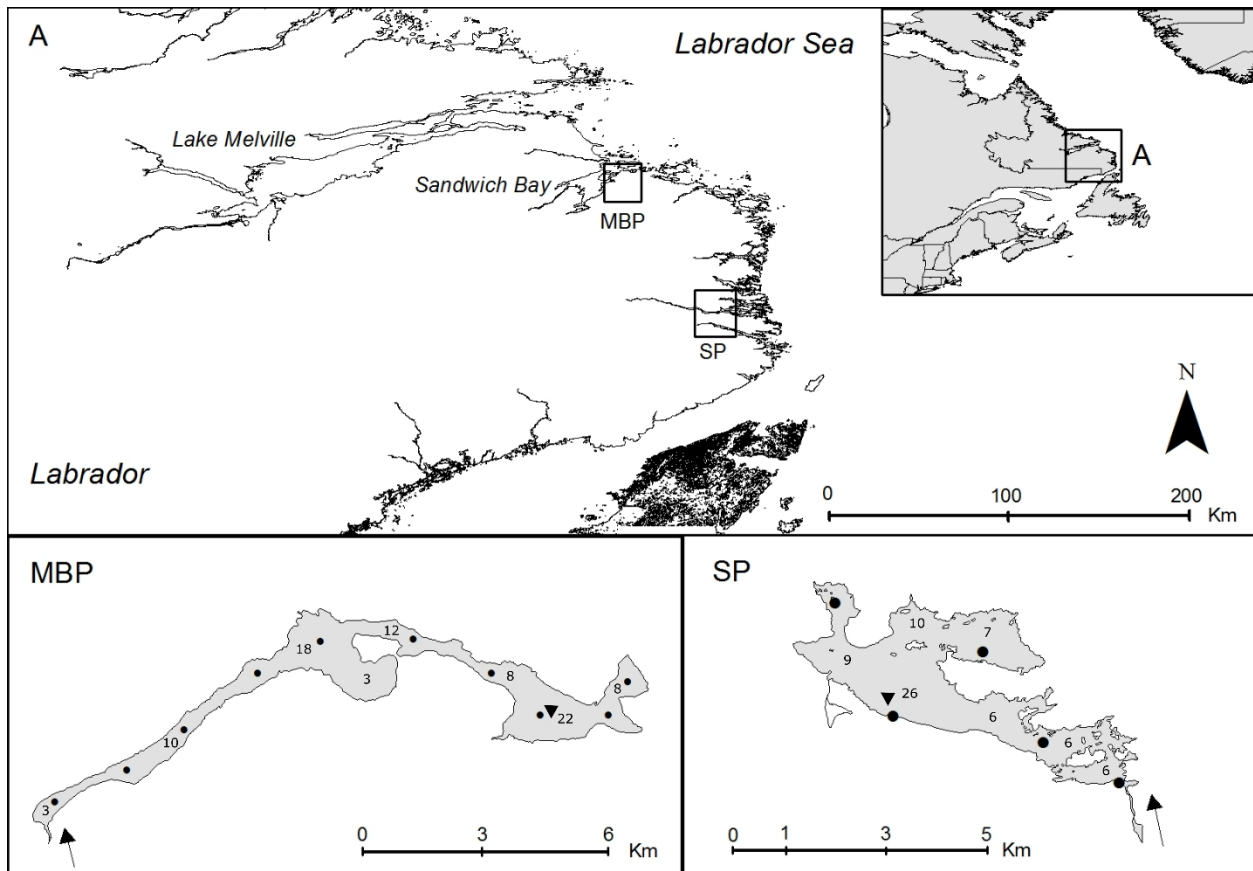 A
Labrador Sea
Lake Melville
Sandwich Bay
MBP
A
SP
N
Labrador
0 100 200
Km
MBP
12
18
3
8
8
22
10
3
0 3 6
Km
SP
10
7
9
26
6
6
6
0 1 3 5
Km